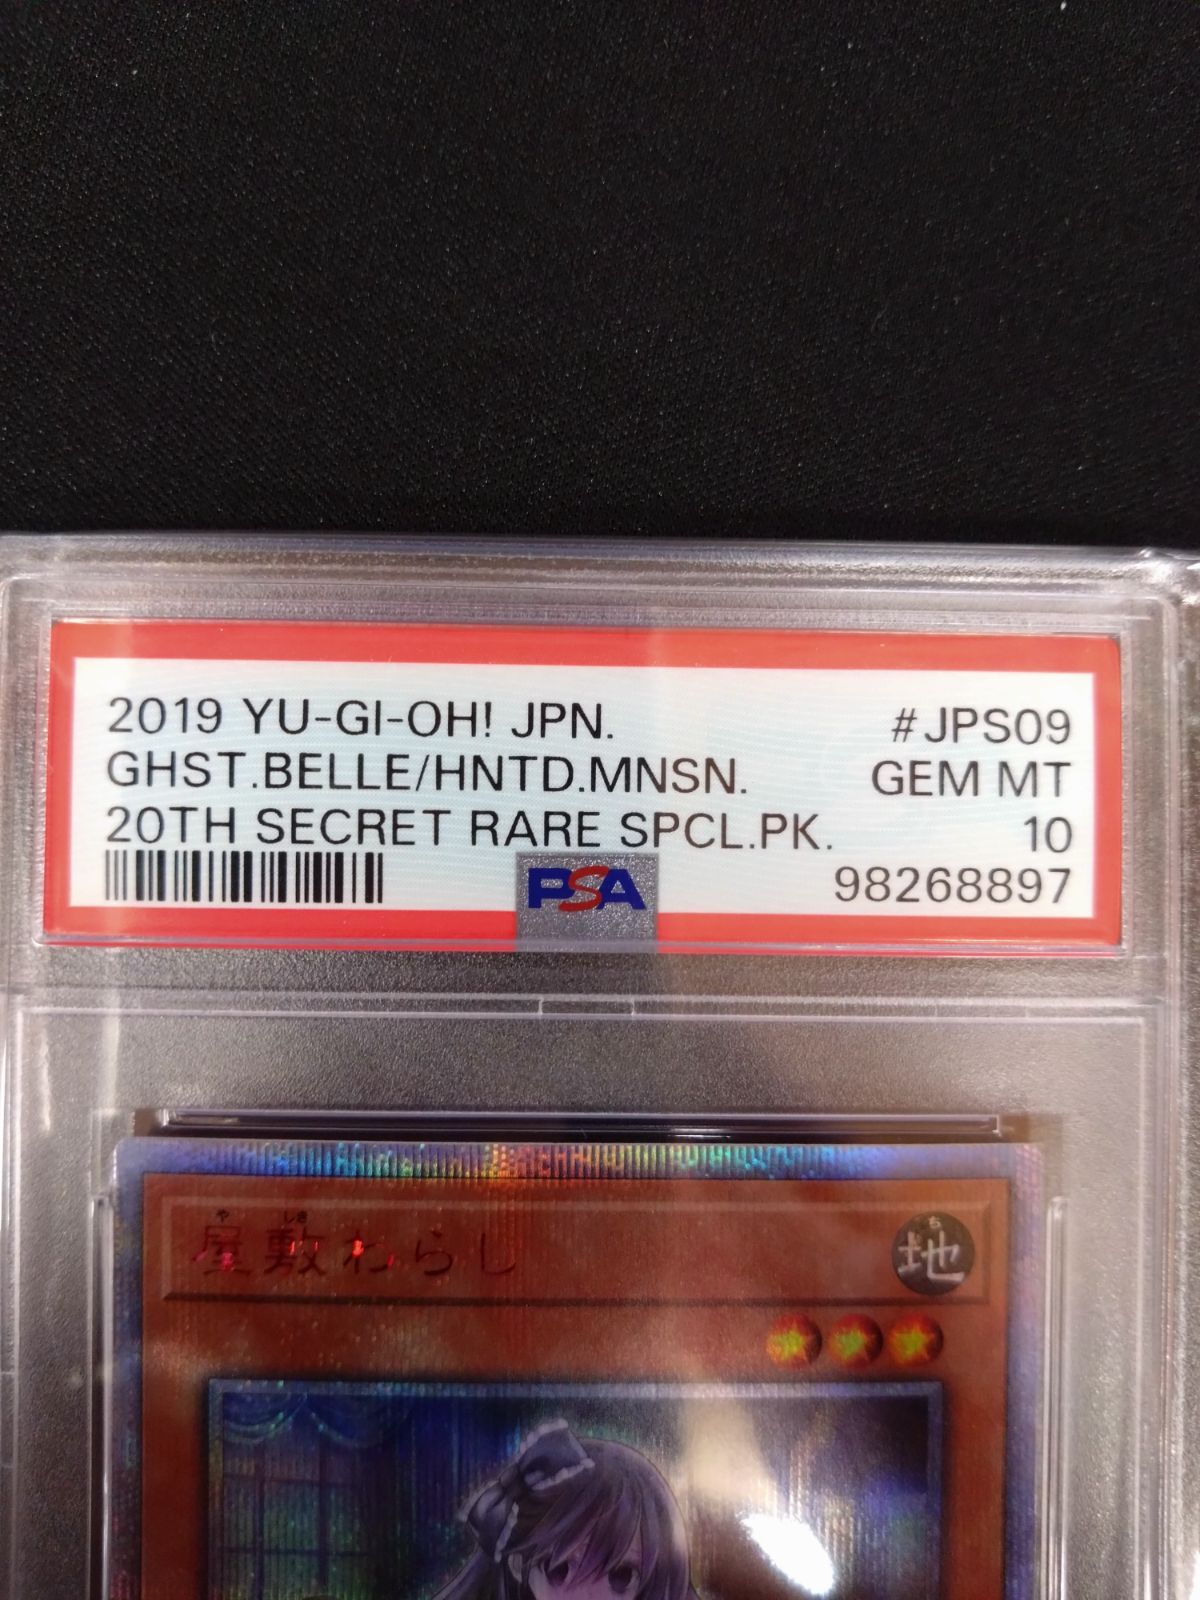 2019 YU-GI-OH! JPN. #JPS09
GHST.BELLE/HNTD.MNSN. GEM MT
20TH SECRET RARE SPCL.PK. 10
PSA 98268897
やしき
屋敷わらし
ち
地